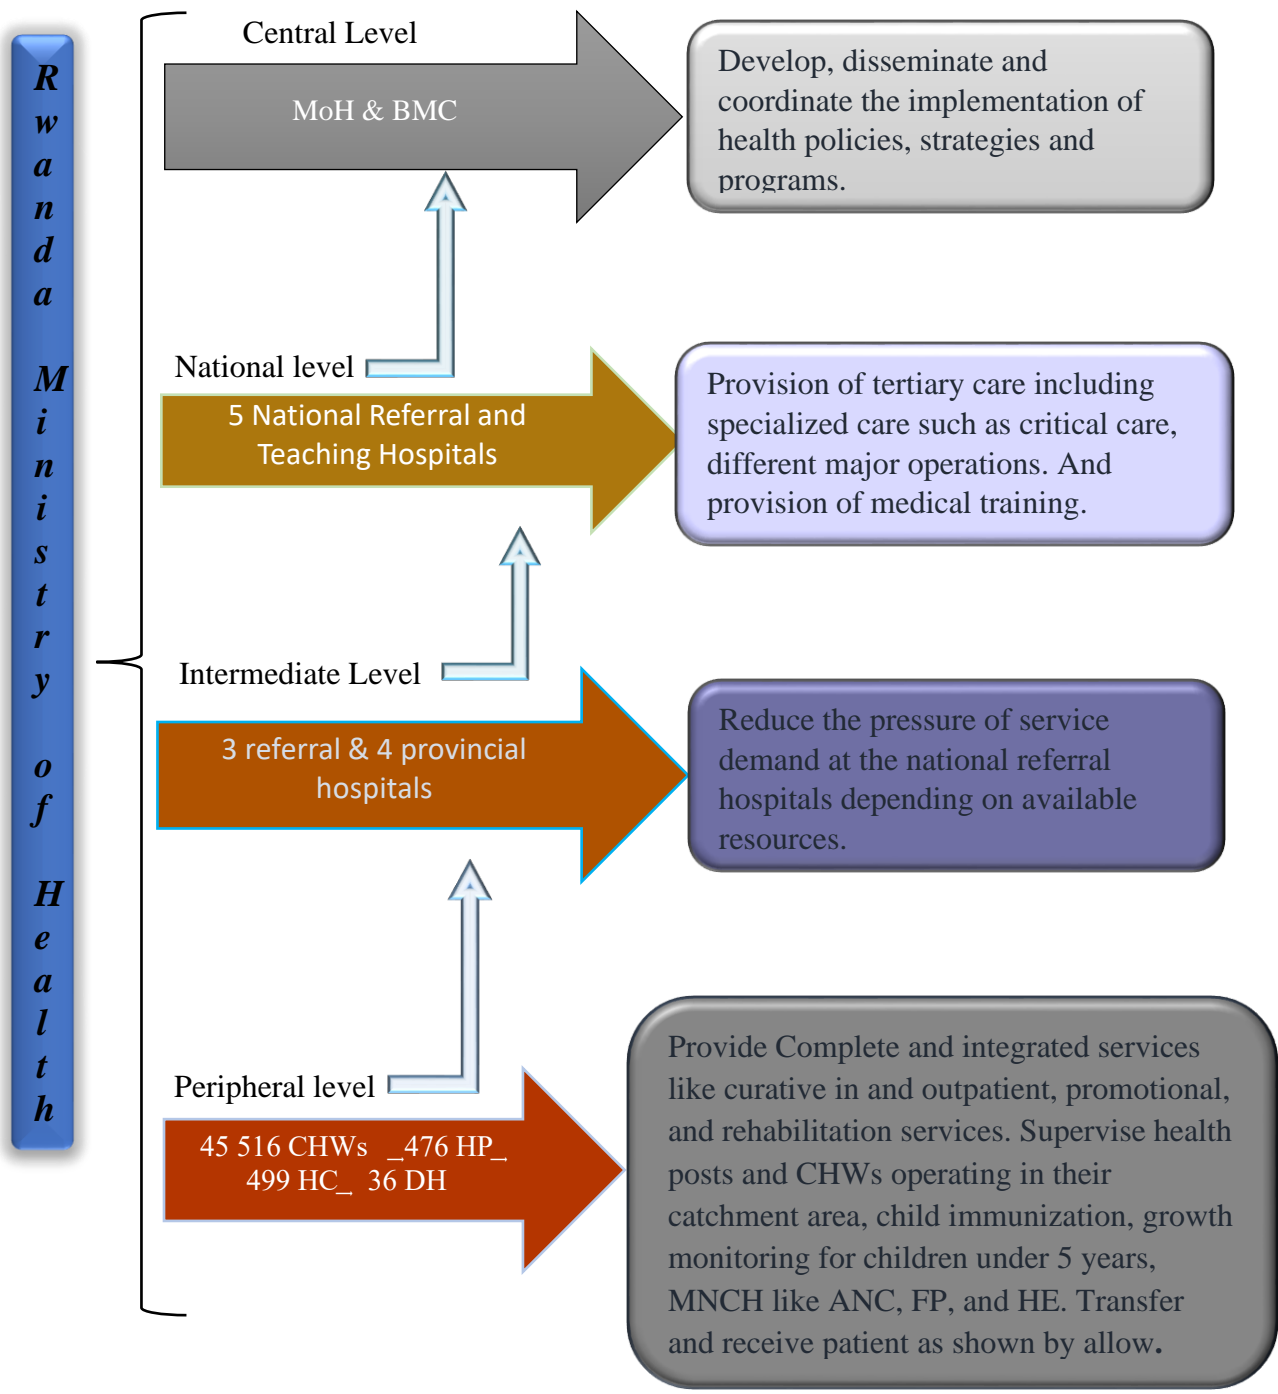 Rwanda Ministry of Health
Central Level
MoH & BMC
Develop, disseminate and
coordinate the implementation of
health policies, strategies and
programs.
National level
5 National Referral and
Teaching Hospitals
Provision of tertiary care including
specialized care such as critical care,
different major operations. And
provision of medical training.
Intermediate Level
3 referral & 4 provincial
hospitals
Reduce the pressure of service
demand at the national referral
hospitals depending on available
resources.
Peripheral level
45 516 CHWs _476 HP_
499 HC_ 36 DH
Provide Complete and integrated services
like curative in and outpatient, promotional,
and rehabilitation services. Supervise health
posts and CHWs operating in their
catchment area, child immunization, growth
monitoring for children under 5 years,
MNCH like ANC, FP, and HE. Transfer
and receive patient as shown by allow.